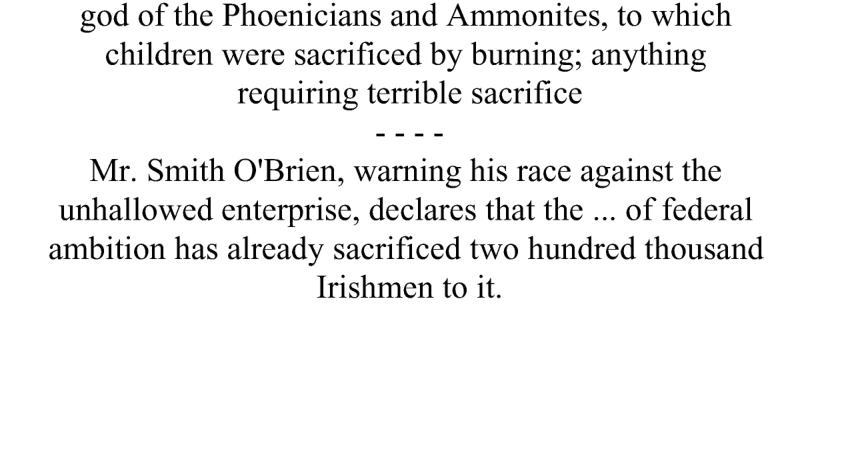 god of the Phoenicians and Ammonites, to which
children were sacrificed by burning; anything
requiring terrible sacrifice
- - - -
Mr. Smith O'Brien, warning his race against the
unhallowed enterprise, declares that the ... of federal
ambition has already sacrificed two hundred thousand
Irishmen to it.